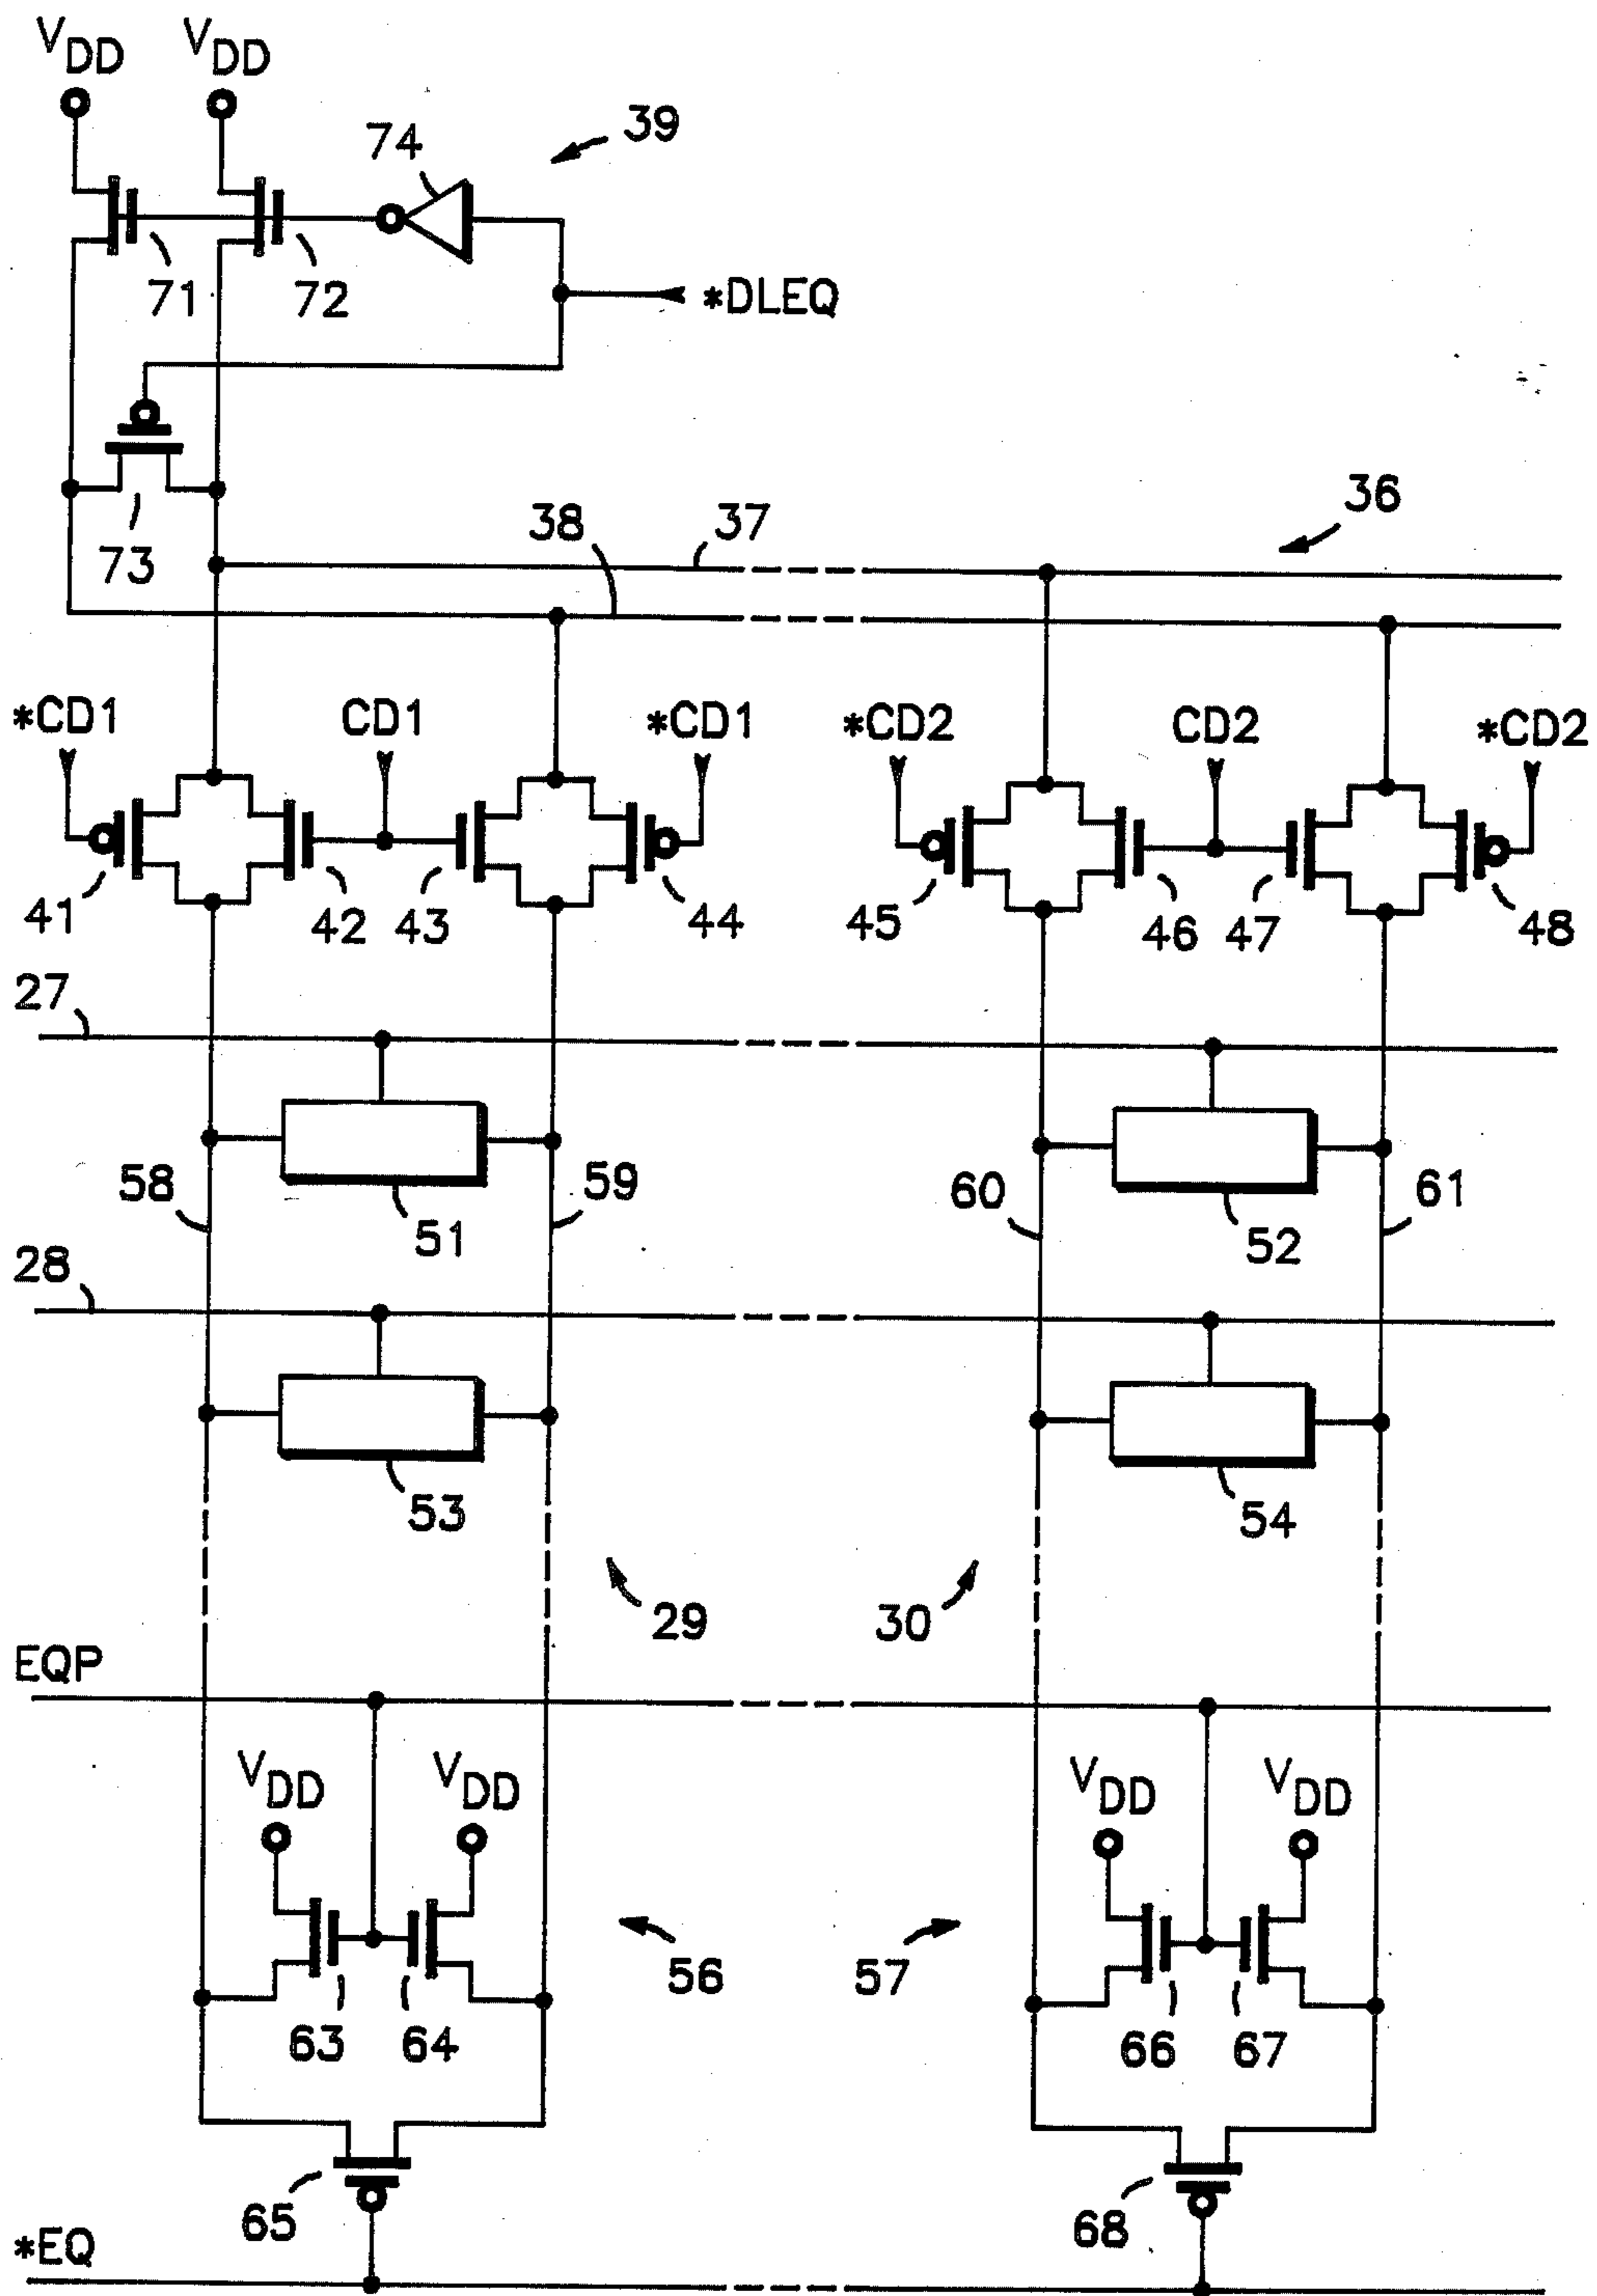 VDD VDD
74 39
71 72 *DLEQ
73 38 37 36
*CD1 CD1 *CD1 *CD2 CD2 *CD2
41 42 43 44 45 46 47 48
27
58 51 59 60 52 61
28
53 54
29 30
EQP
VDD VDD VDD VDD
63 64 56 57 66 67
65 68
*EQ